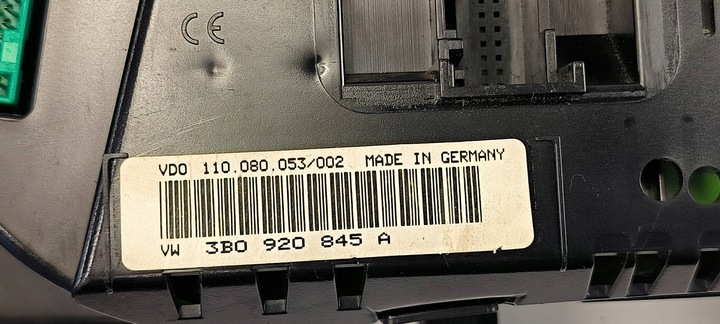 CE
VDO 110.080.053/002 MADE IN GERMANY
VW 3B0 920 845 A